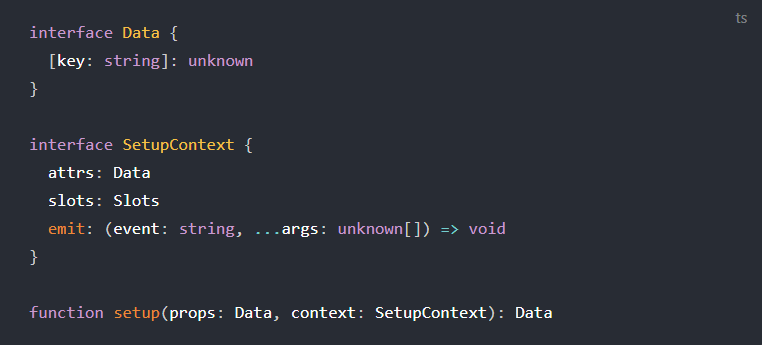 ts
interface Data {
  [key: string]: unknown
}

interface SetupContext {
  attrs: Data
  slots: Slots
  emit: (event: string, ...args: unknown[]) => void
}

function setup(props: Data, context: SetupContext): Data